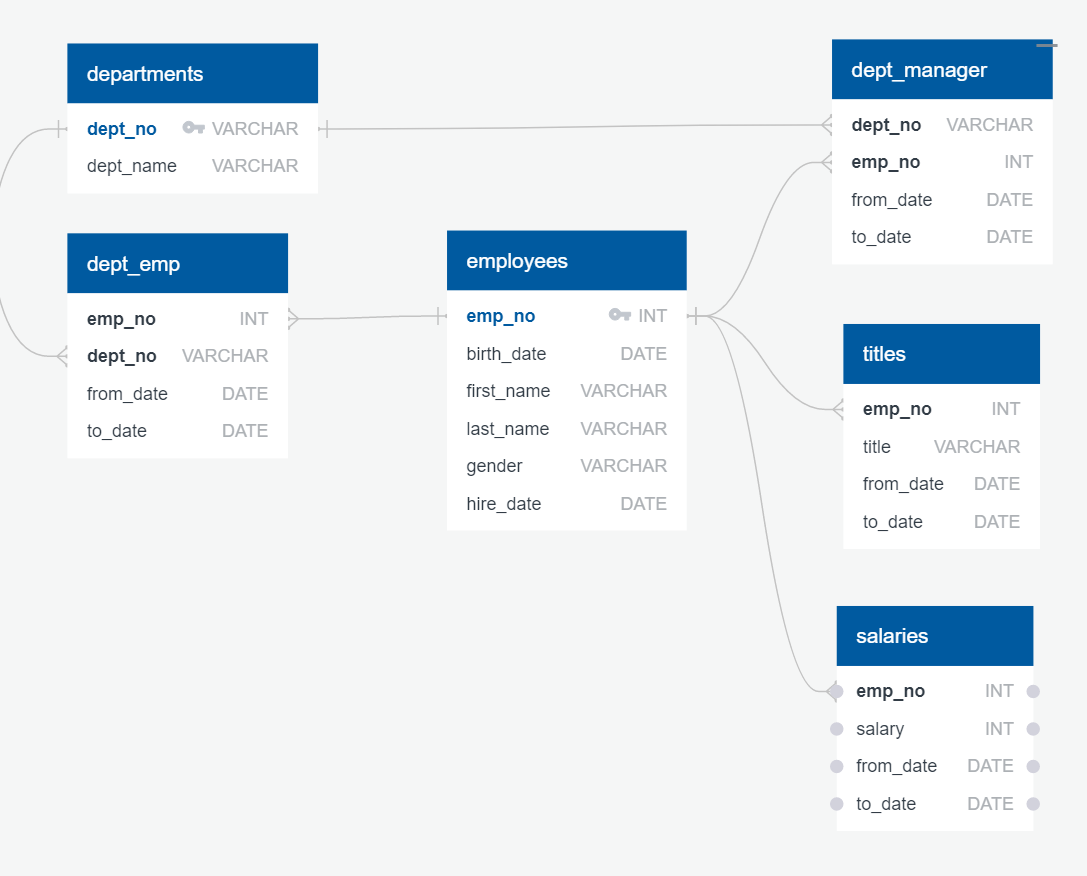 departments
dept_no VARCHAR
dept_name VARCHAR
dept_emp
emp_no INT
dept_no VARCHAR
from_date DATE
to_date DATE
employees
emp_no INT
birth_date DATE
first_name VARCHAR
last_name VARCHAR
gender VARCHAR
hire_date DATE
dept_manager
dept_no VARCHAR
emp_no INT
from_date DATE
to_date DATE
titles
emp_no INT
title VARCHAR
from_date DATE
to_date DATE
salaries
emp_no INT
salary INT
from_date DATE
to_date DATE